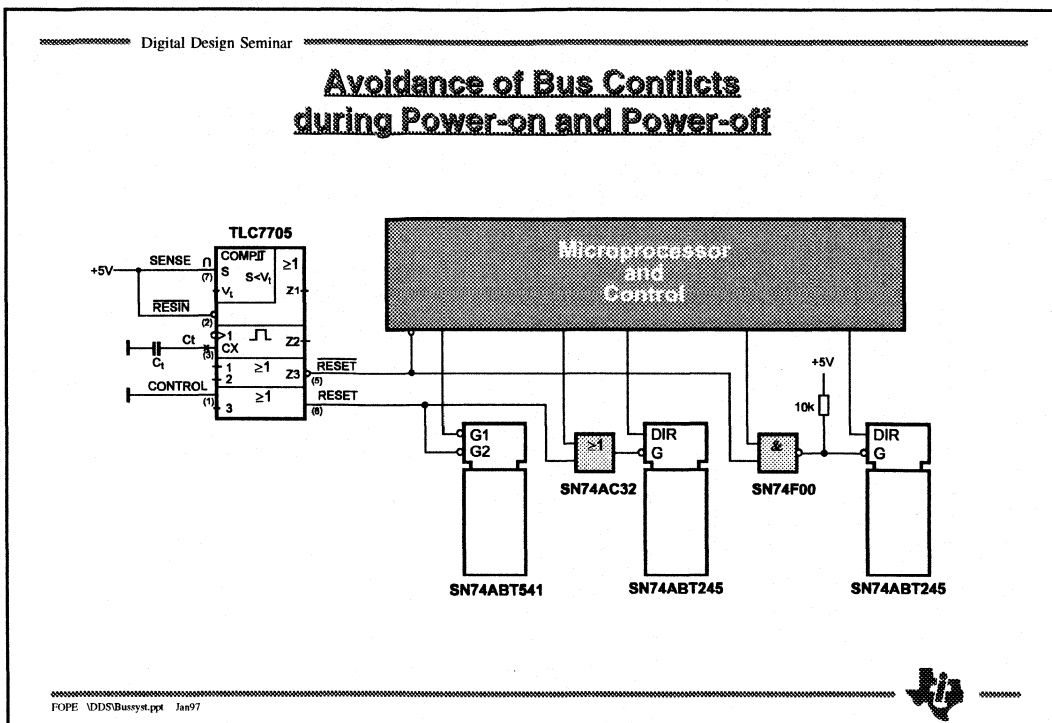 Digital Design Seminar
Avoidance of Bus Conflicts
during Power-on and Power-off
TLC7705
+5V
SENSE
(7)
COMP.
S
S<Vt
≥1
Vt
Z1
RESIN
(2)
1
Z2
Ct
(3)
CX
Ct
1
2
≥1
Z3
RESET
(5)
CONTROL
(1)
3
≥1
RESET
(6)
Microprocessor
and
Control
G1
G2
≥1
SN74AC32
DIR
G
&
SN74F00
+5V
10k
DIR
G
SN74ABT541
SN74ABT245
SN74ABT245
FOPE \DDS\Bussyst.ppt Jan97